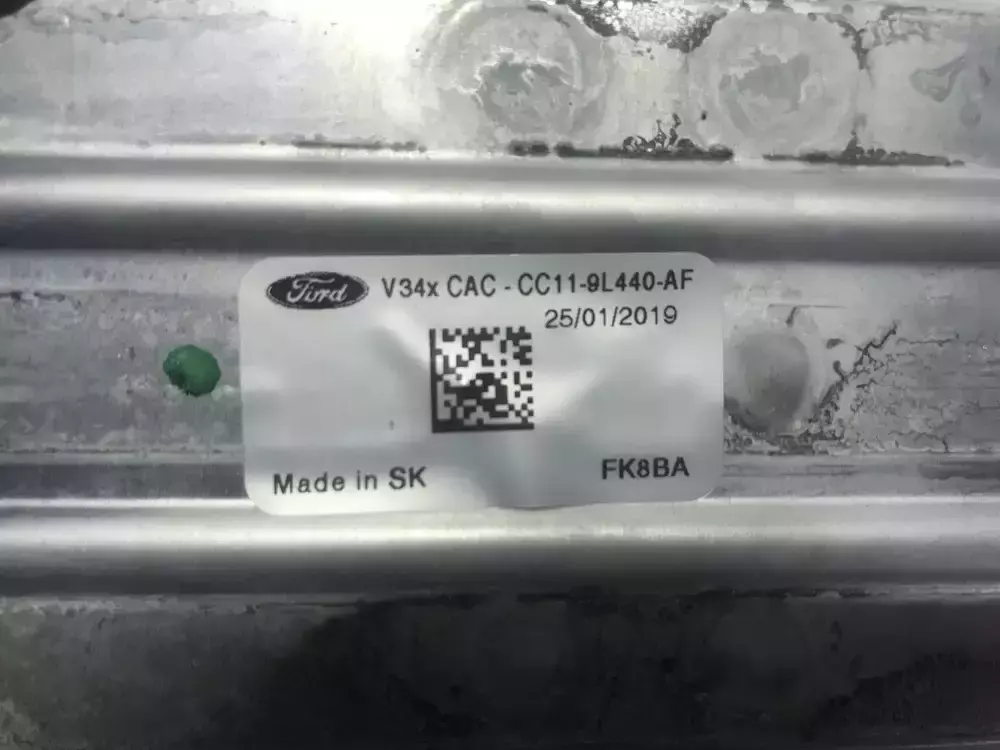 Ford V34x CAC - CC11-9L440-AF
25/01/2019
Made in SK FK8BA